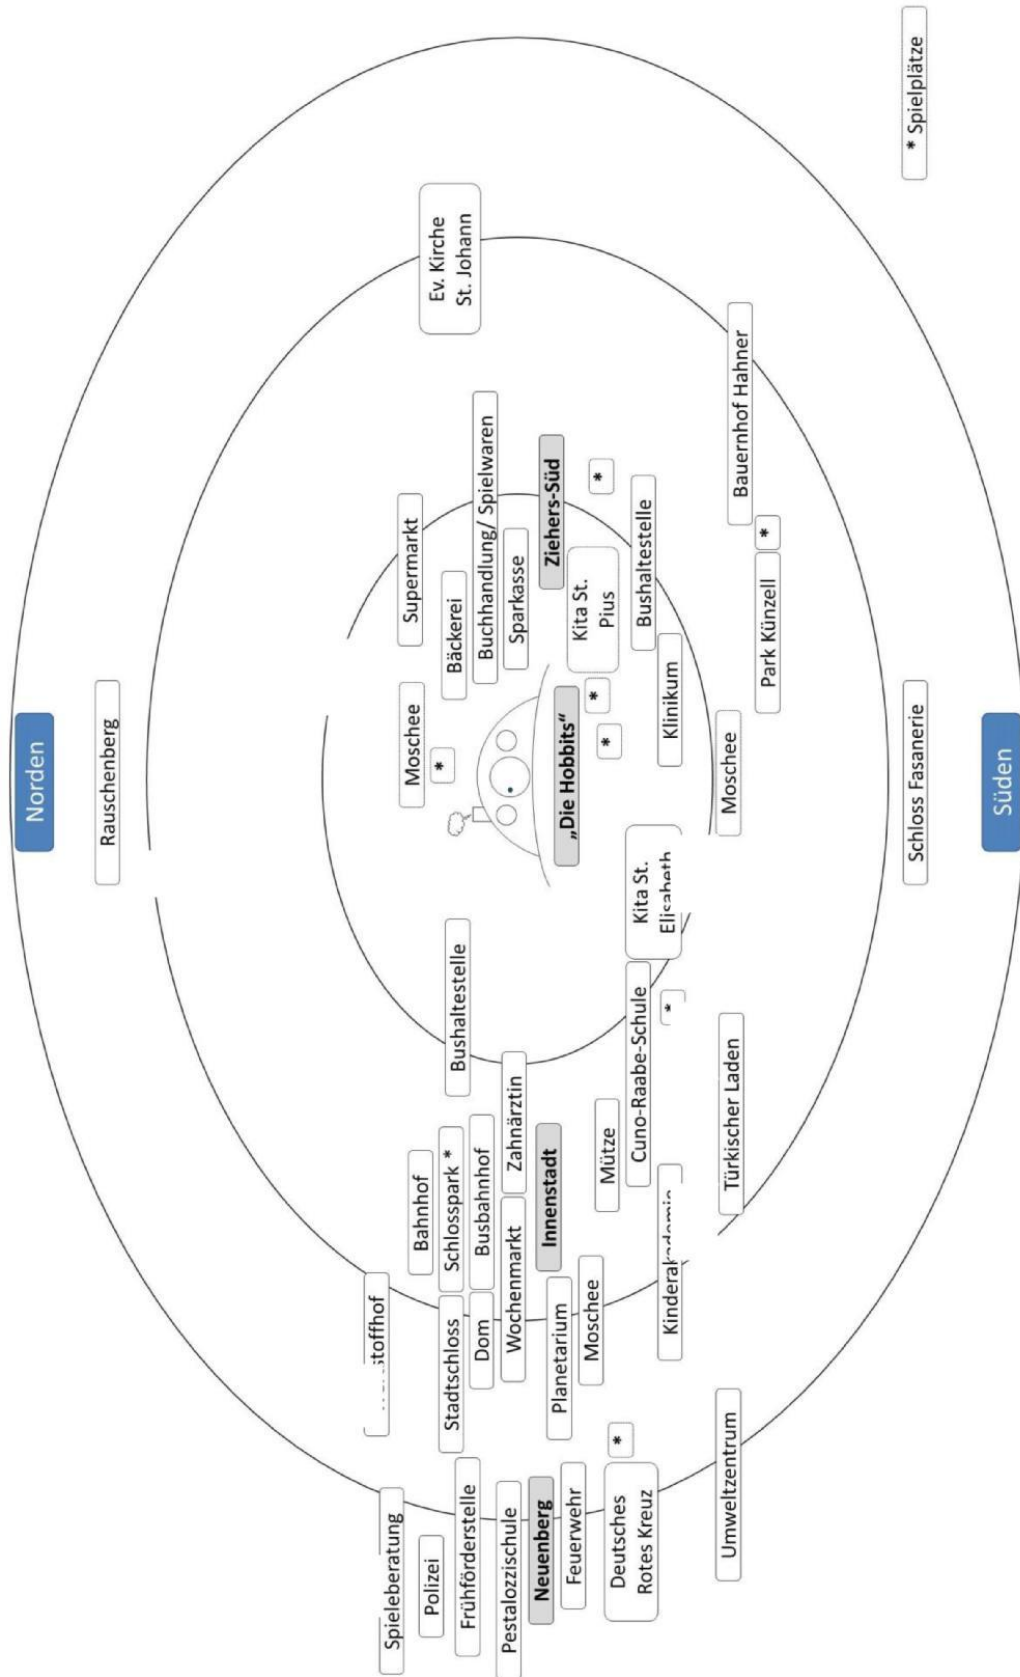 Norden
Rauschenberg
Spieleberatung
stoffhof
Moschee
Supermarkt
Polizei
Bahnhof
*
Ev. Kirche
St. Johann
Frühförderstelle
Stadtschloss
Schlosspark *
Bushaltestelle
Bäckerei
Dom
Busbahnhof
Buchhandlung/ Spielwaren
Pestalozzischule
Wochenmarkt
Zahnärztin
Sparkasse
Neuenberg
Planetarium
Innenstadt
„Die Hobbits“
Ziehers-Süd
Feuerwehr
Moschee
Mütze
*
*
Kita St.
Pius
*
Deutsches
Rotes Kreuz
*
Cuno-Raabe-Schule
Kita St.
Elisabeth
Bushaltestelle
Kinderakademie
*
Klinikum
Umweltzentrum
Türkischer Laden
Moschee
Park Künzell
*
Bauernhof Hahner
Schloss Fasanerie
* Spielplätze
Süden